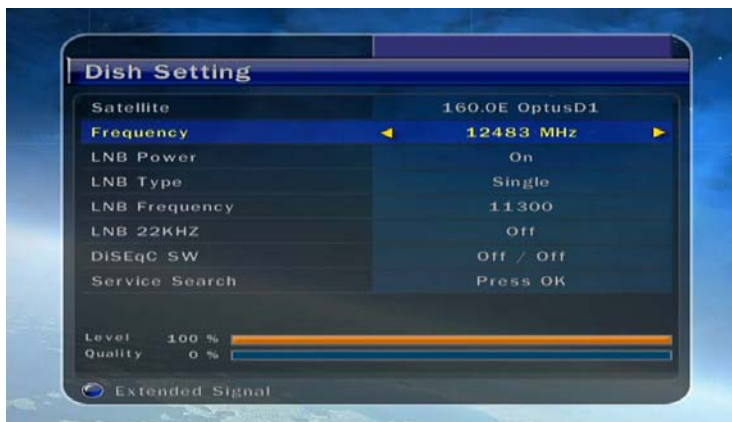 Dish Setting
Satellite 160.0E OptusD1
Frequency 12483 MHz
LNB Power On
LNB Type Single
LNB Frequency 11300
LNB 22KHZ Off
DiSEqC SW Off / Off
Service Search Press OK
Level 100 %
Quality 0 %
Extended Signal